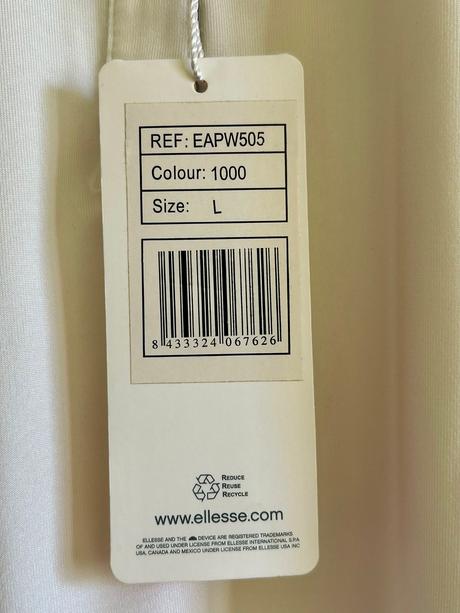 REF: EAPW505
Colour: 1000
Size: L
8 433324 067626
REDUCE
REUSE
RECYCLE
www.ellesse.com
ELLESSE AND THE DEVICE ARE REGISTERED TRADEMARKS
OF AND USED UNDER LICENSE FROM ELLESSE INTERNATIONAL S.P.A
USA, CANADA AND MEXICO UNDER LICENSE FROM ELLESSE USA INC